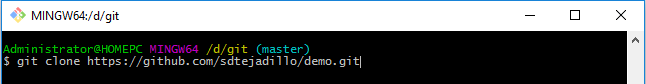 MINGW64:/d/git
Administrator@HOMEPC MINGW64 /d/git (master)
$ git clone https://github.com/sdtejadillo/demo.git